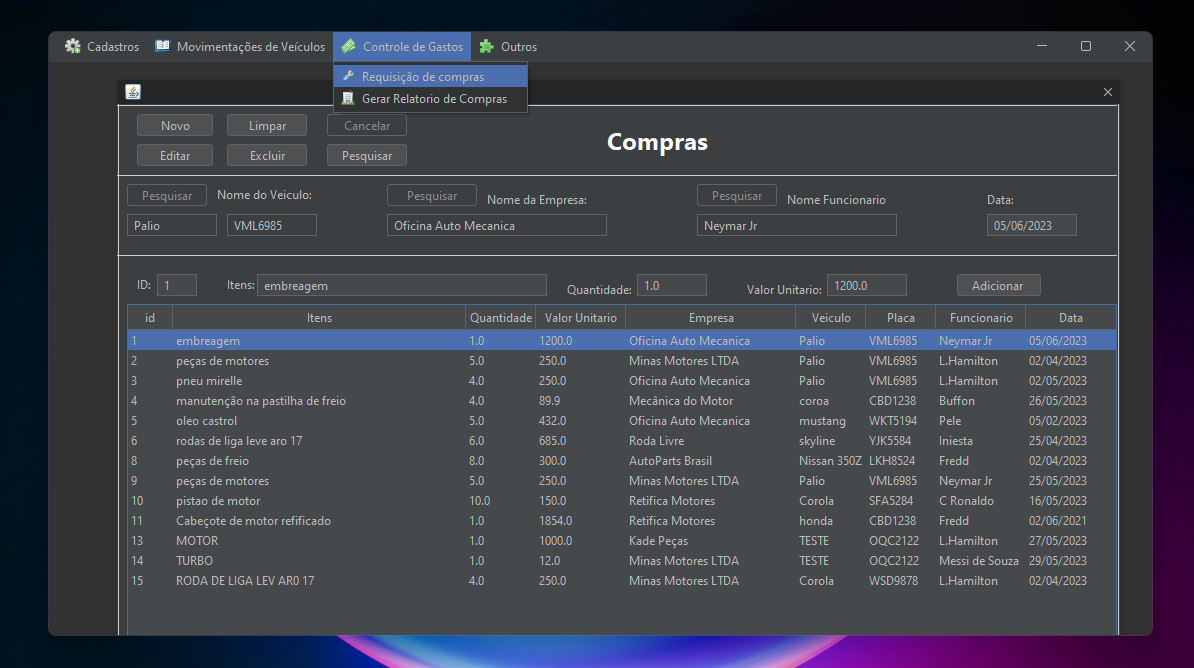 Cadastros Movimentações de Veículos Controle de Gastos Outros
Requisição de compras
Gerar Relatorio de Compras
Novo Limpar Cancelar
Compras
Editar Excluir Pesquisar
Pesquisar Nome do Veiculo: Pesquisar Nome da Empresa: Pesquisar Nome Funcionario Data:
Palio VML6985 Oficina Auto Mecanica Neymar Jr 05/06/2023
ID: 1 Itens: embreagem Quantidade: 1.0 Valor Unitario: 1200.0 Adicionar
id Itens Quantidade Valor Unitario Empresa Veiculo Placa Funcionario Data
1 embreagem 1.0 1200.0 Oficina Auto Mecanica Palio VML6985 Neymar Jr 05/06/2023
2 peças de motores 5.0 250.0 Minas Motores LTDA Palio VML6985 L.Hamilton 02/04/2023
3 pneu mirelle 4.0 250.0 Oficina Auto Mecanica Palio VML6985 L.Hamilton 02/05/2023
4 manutenção na pastilha de freio 4.0 89.9 Mecânica do Motor coroa CBD1238 Buffon 26/05/2023
5 oleo castrol 5.0 432.0 Oficina Auto Mecanica mustang WKT5194 Pele 05/02/2023
6 rodas de liga leve aro 17 6.0 685.0 Roda Livre skyline YJK5584 Iniesta 25/04/2023
8 peças de freio 8.0 300.0 AutoParts Brasil Nissan 350Z LKH8524 Fredd 02/04/2023
9 peças de motores 5.0 250.0 Minas Motores LTDA Palio VML6985 Neymar Jr 25/05/2023
10 pistao de motor 10.0 150.0 Retifica Motores Corola SFA5284 C Ronaldo 16/05/2023
11 Cabeçote de motor refificado 1.0 1854.0 Retifica Motores honda CBD1238 Fredd 02/06/2021
13 MOTOR 1.0 1000.0 Kade Peças TESTE OQC2122 L.Hamilton 27/05/2023
14 TURBO 1.0 12.0 Minas Motores LTDA TESTE OQC2122 Messi de Souza 29/05/2023
15 RODA DE LIGA LEV AR0 17 4.0 250.0 Minas Motores LTDA Corola WSD9878 L.Hamilton 02/04/2023